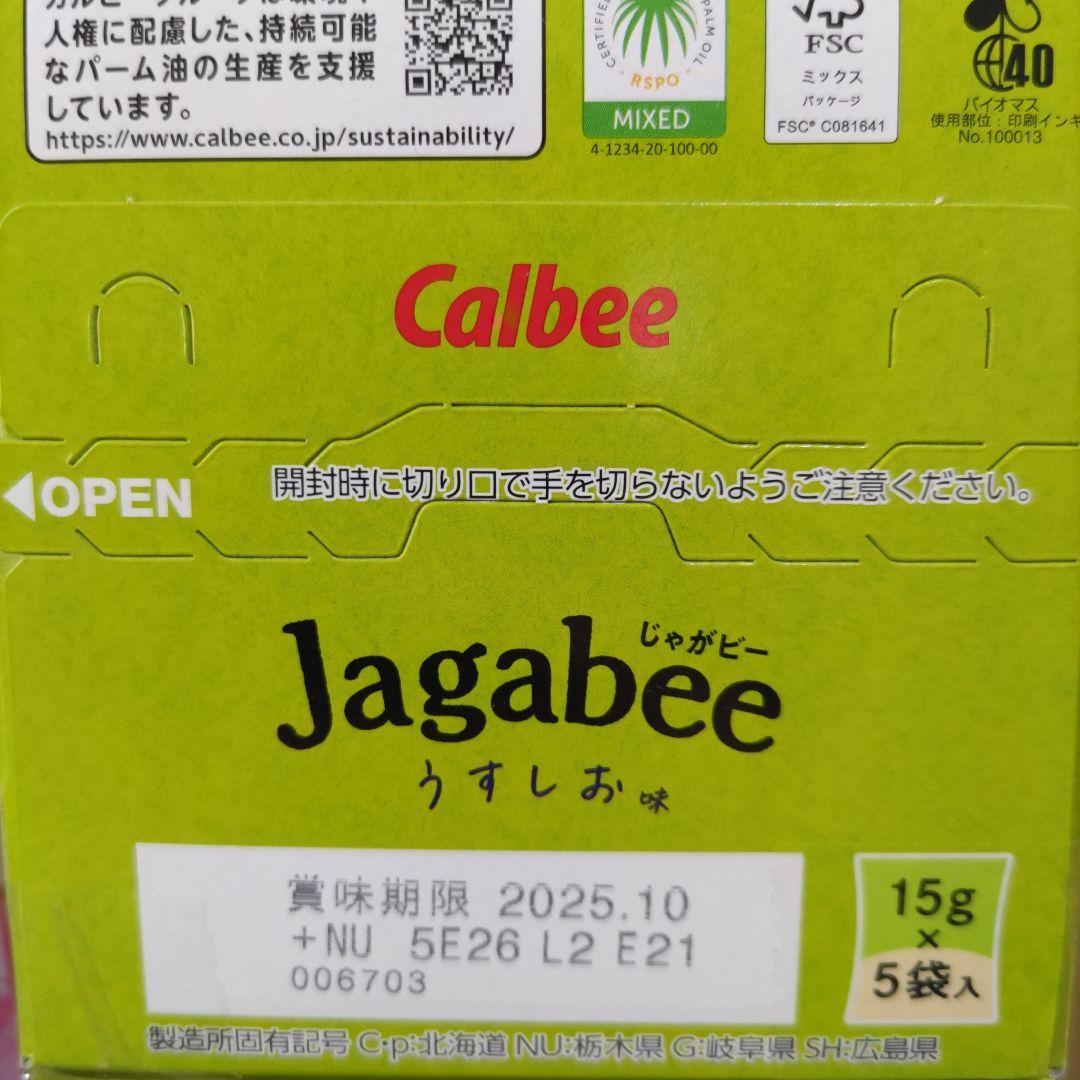 人権に配慮した、持続可能
なパーム油の生産を支援
しています。
https://www.calbee.co.jp/sustainability/
CERTIFIED
PALM OIL
RSPO
MIXED
4-1234-20-100-00
FSC
ミックス
パッケージ
FSC® C081641
40
バイオマス
使用部位:印刷インキ
No.100013
Calbee
OPEN
開封時に切り口で手を切らないようご注意ください。
じゃがビー
Jagabee
うすしお味
賞味期限 2025.10
+NU 5E26 L2 E21
006703
15g
×
5袋入
製造所固有記号 C・p:北海道 NU:栃木県 G:岐阜県 SH:広島県